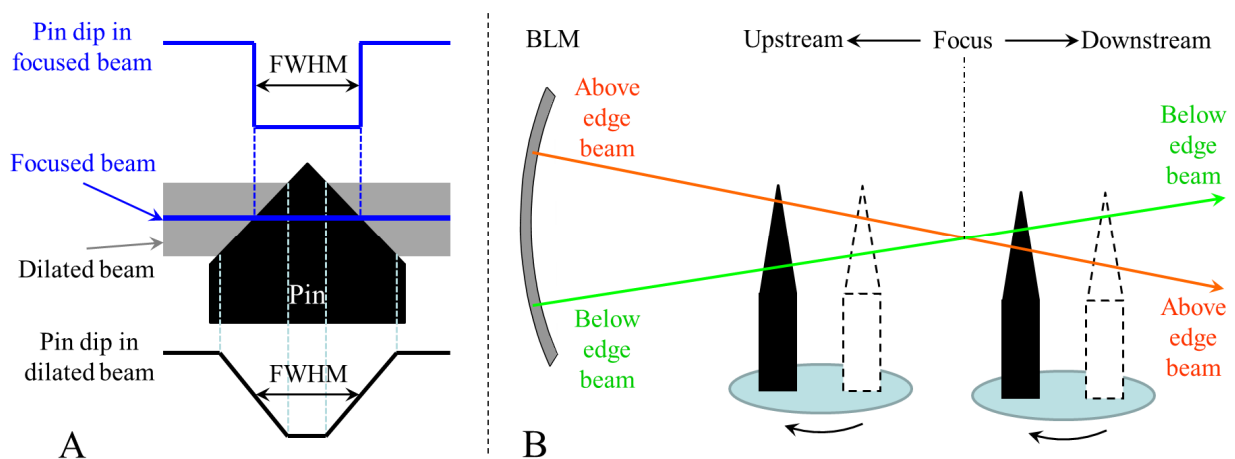 Pin dip in
focused beam
FWHM
Focused beam
Dilated beam
Pin
Pin dip in
dilated beam
FWHM
A
BLM
Upstream
Focus
Downstream
Above
edge
beam
Below
edge
beam
Below
edge
beam
Above
edge
beam
B